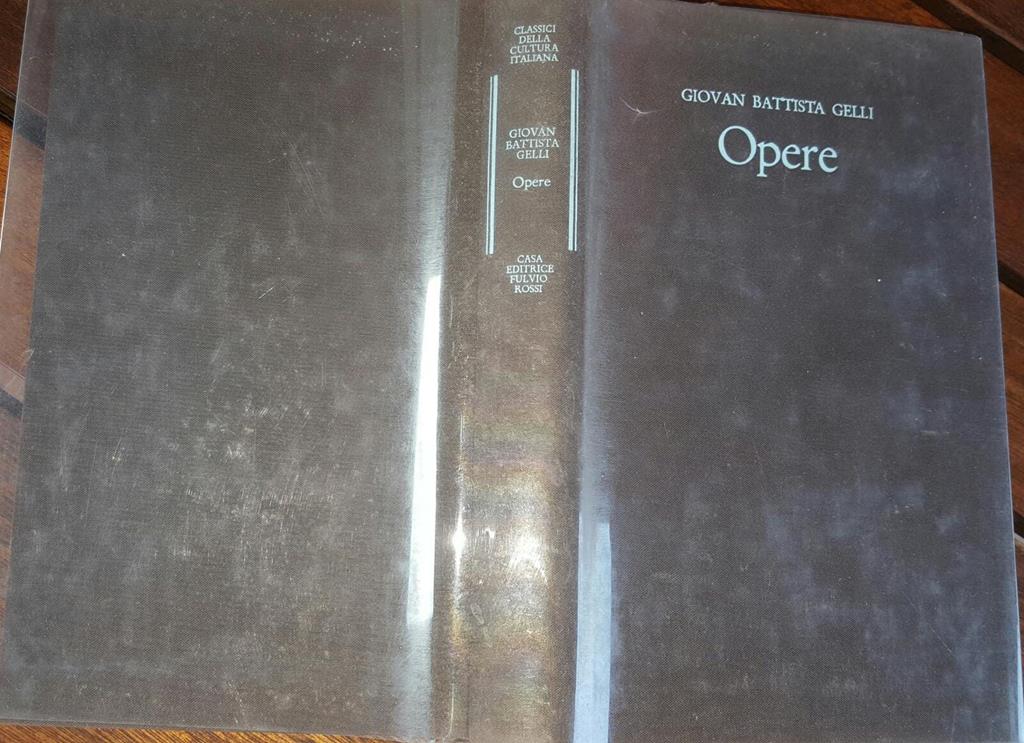 CLASSICI
DELLA
CULTURA
ITALIANA
GIOVAN
BATTISTA
GELLI
Opere
CASA
EDITRICE
FULVIO
ROSSI
GIOVAN BATTISTA GELLI
Opere